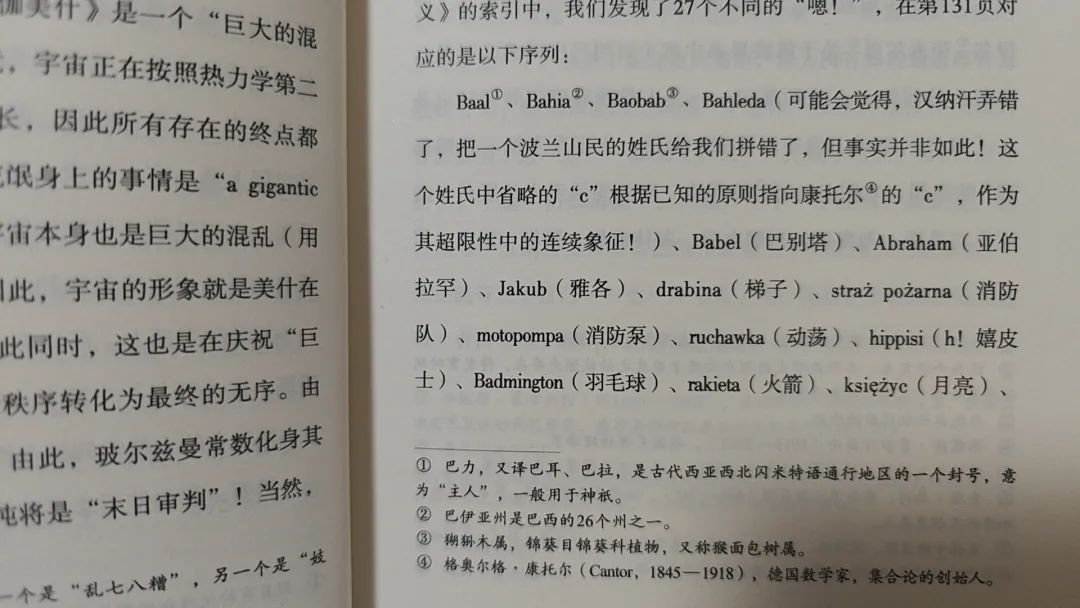 伽美什》是一个“巨大的混
，宇宙正在按照热力学第二
长，因此所有存在的终点都
氓身上的事情是“a gigantic
宇宙本身也是巨大的混乱（用
因此，宇宙的形象就是美什在
此同时，这也是在庆祝“巨
秩序转化为最终的无序。由
由此，玻尔兹曼常数化身其
沌将是“末日审判”！当然，
一个是“乱七八糟”，另一个是“妓
义》的索引中，我们发现了27个不同的“嗯！”，在第131页对
应的是以下序列：
Baal①、Bahia②、Baobab③、Bahleda（可能会觉得，汉纳汗弄错
了，把一个波兰山民的姓氏给我们拼错了，但事实并非如此！这
个姓氏中省略的“c”根据已知的原则指向康托尔④的“c”，作为
其超限性中的连续象征！）、Babel（巴别塔）、Abraham（亚伯
拉罕）、Jakub（雅各）、drabina（梯子）、straż pożarna（消防
队）、motopompa（消防泵）、ruchawka（动荡）、hippisi（h！嬉皮
士）、Badmington（羽毛球）、rakieta（火箭）、księżyc（月亮）、
① 巴力，又译巴耳、巴拉，是古代西亚西北闪米特语通行地区的一个封号，意
为“主人”，一般用于神祇。
② 巴伊亚州是巴西的26个州之一。
③ 猢狲木属，锦葵目锦葵科植物，又称猴面包树属。
④ 格奥尔格·康托尔（Cantor，1845—1918），德国数学家，集合论的创始人。